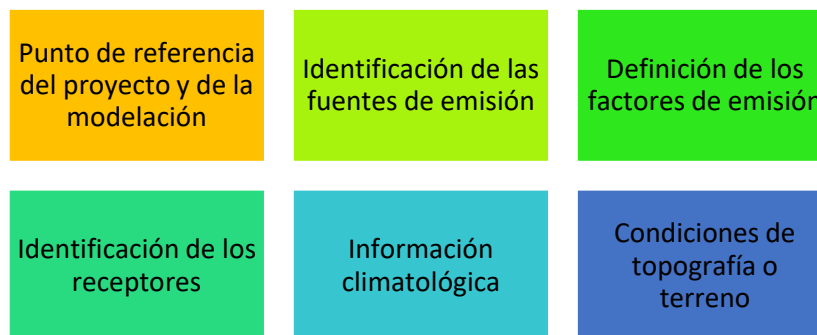 Punto de referencia
del proyecto y de la
modelación
Identificación de las
fuentes de emisión
Definición de los
factores de emisión
Identificación de los
receptores
Información
climatológica
Condiciones de
topografía o
terreno